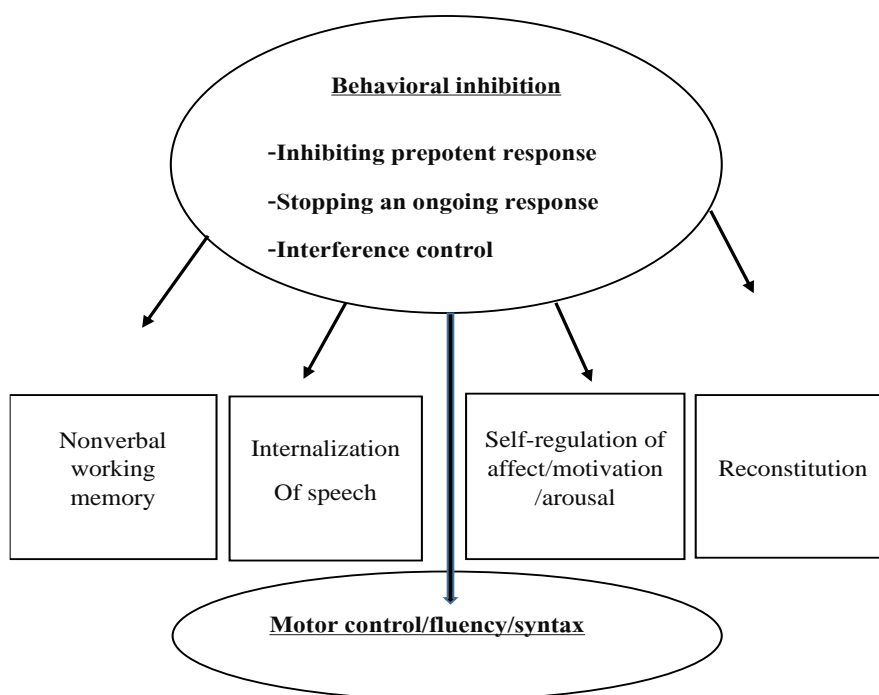 Behavioral inhibition
-Inhibiting prepotent response
-Stopping an ongoing response
-Interference control
Nonverbal
working
memory
Internalization
Of speech
Self-regulation of
affect/motivation
/arousal
Reconstitution
Motor control/fluency/syntax